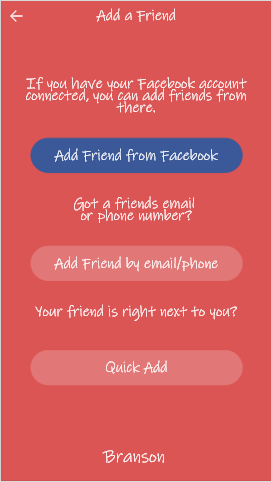 Add a Friend
If you have your Facebook account
connected, you can add friends from
there.
Add Friend from Facebook
Got a friends email
or phone number?
Add Friend by email/phone
Your friend is right next to you?
Quick Add
Branson